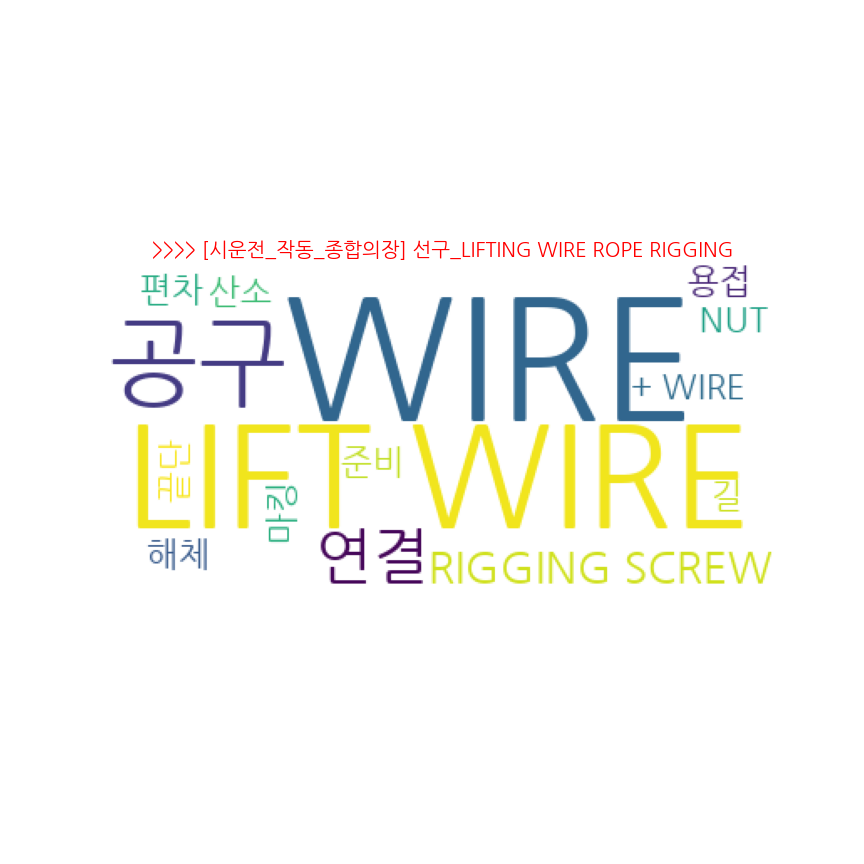 >>>> [시운전_작동_종합의장] 선구_LIFTING WIRE ROPE RIGGING
편차 산소 용접
NUT
공구 WIRE
+ WIRE
LIFT WIRE
준비
끝단
길
마킹
해체 연결 RIGGING SCREW